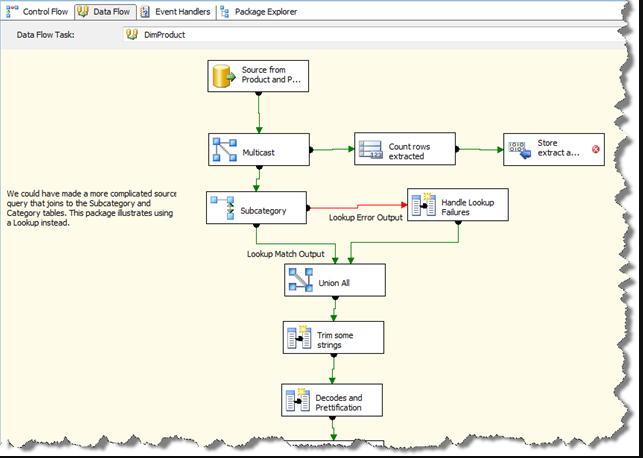 Control Flow
Data Flow
Event Handlers
Package Explorer
Data Flow Task:
DimProduct
Source from
Product and P...
Multicast
Count rows
extracted
Store
extract a...
We could have made a more complicated source
query that joins to the Subcategory and
Category tables. This package illustrates using
a Lookup instead.
Subcategory
Lookup Error Output
Handle Lookup
Failures
Lookup Match Output
Union All
Trim some
strings
Decodes and
Prettification